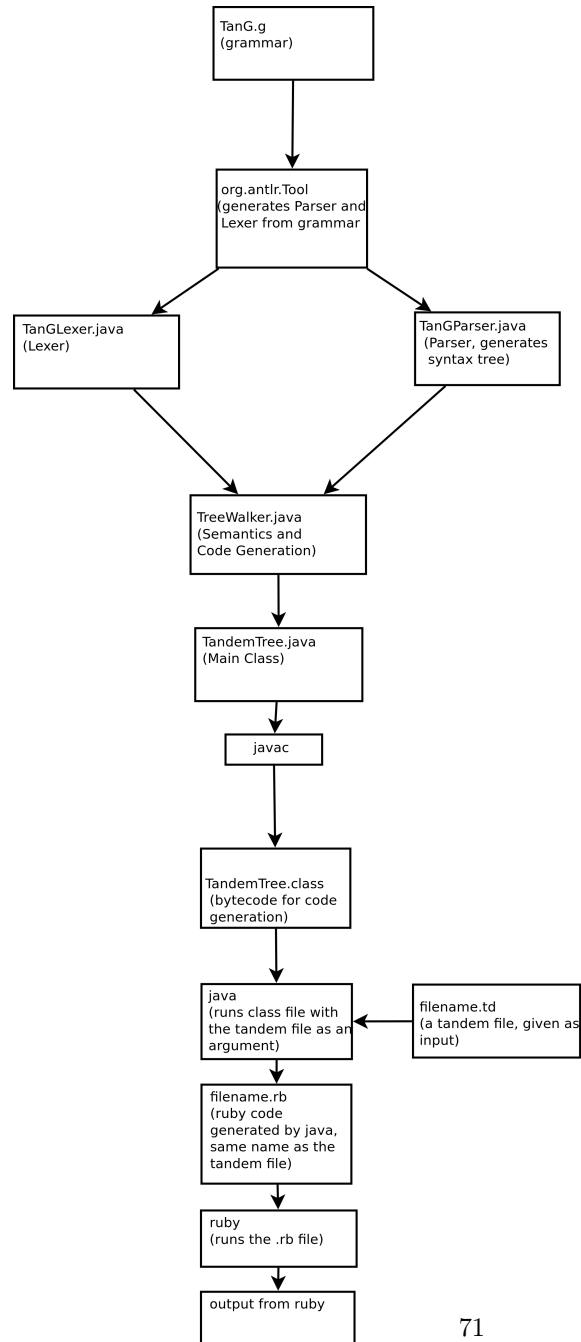 TanG.g
(grammar)
org.antlr.Tool
(generates Parser and
Lexer from grammar
TanGLexer.java
(Lexer)
TanGParser.java
(Parser, generates
syntax tree)
TreeWalker.java
(Semantics and
Code Generation)
TandemTree.java
(Main Class)
javac
TandemTree.class
(bytecode for code
generation)
java
(runs class file with
the tandem file as an
argument)
filename.td
(a tandem file, given as
input)
filename.rb
(ruby code
generated by java,
same name as the
tandem file)
ruby
(runs the .rb file)
output from ruby
71